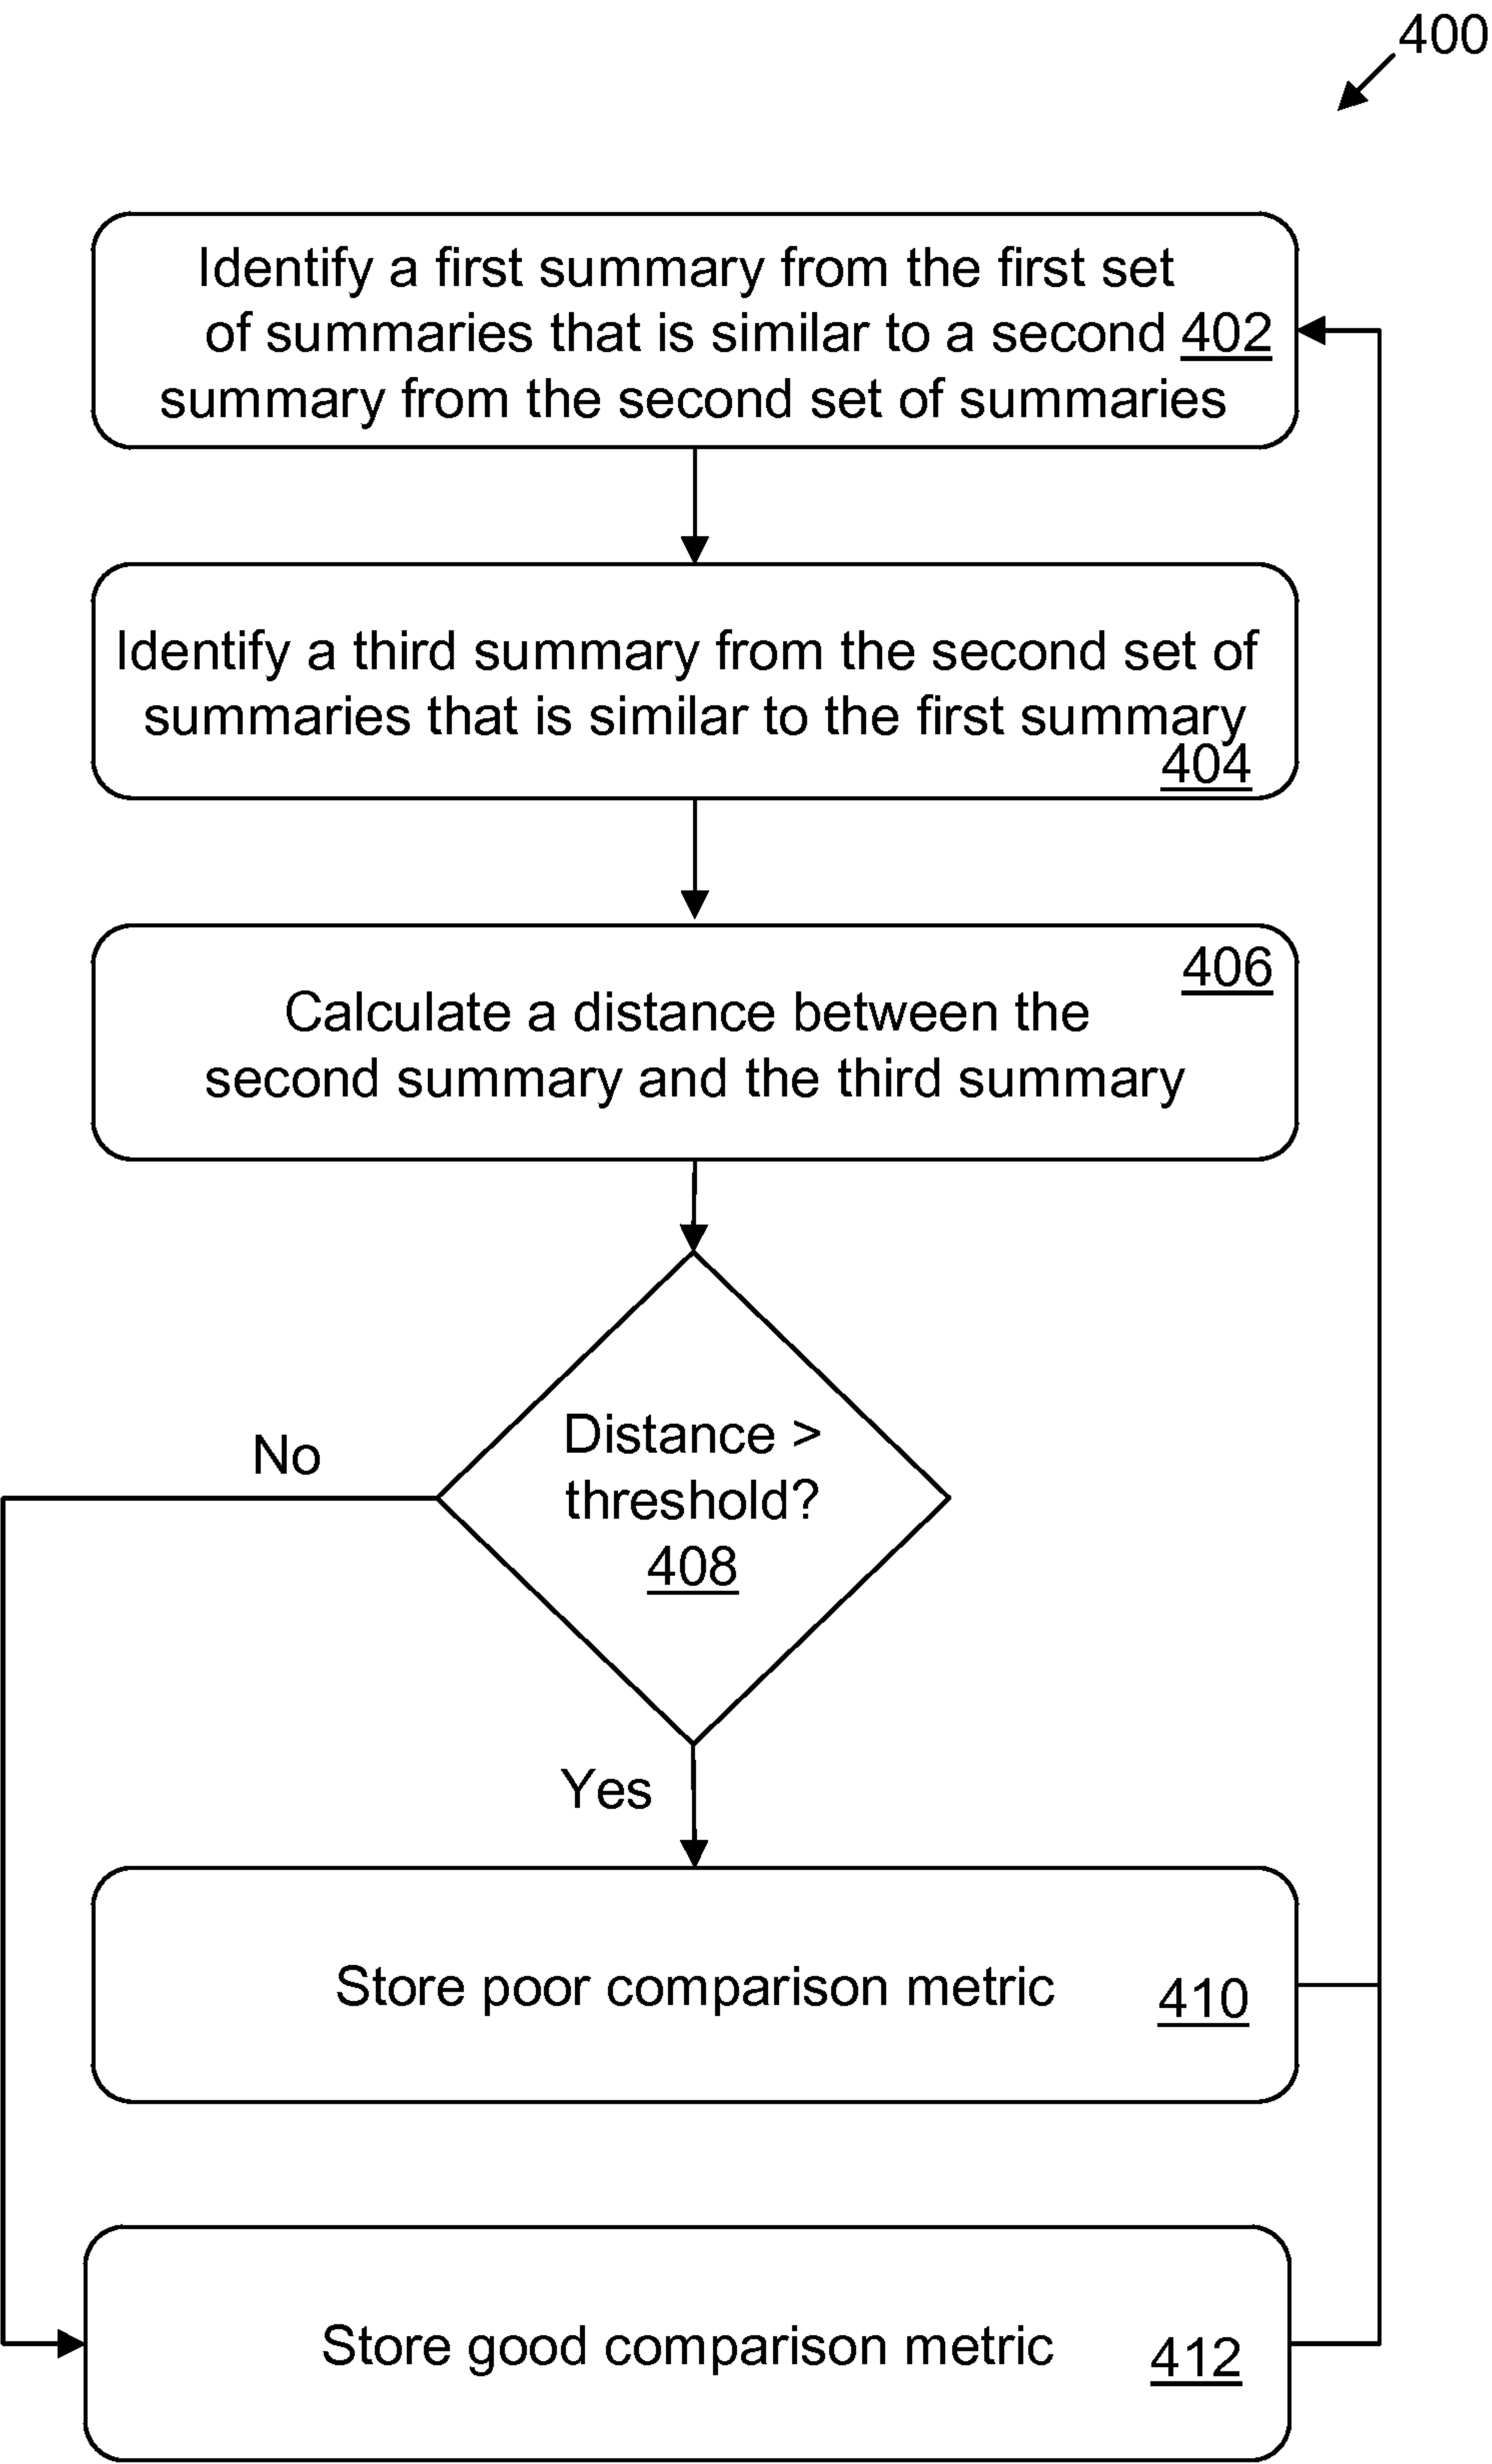 400
Identify a first summary from the first set
of summaries that is similar to a second 402
summary from the second set of summaries
Identify a third summary from the second set of
summaries that is similar to the first summary
404
406
Calculate a distance between the
second summary and the third summary
Distance >
threshold?
408
No
Yes
Store poor comparison metric 410
Store good comparison metric 412